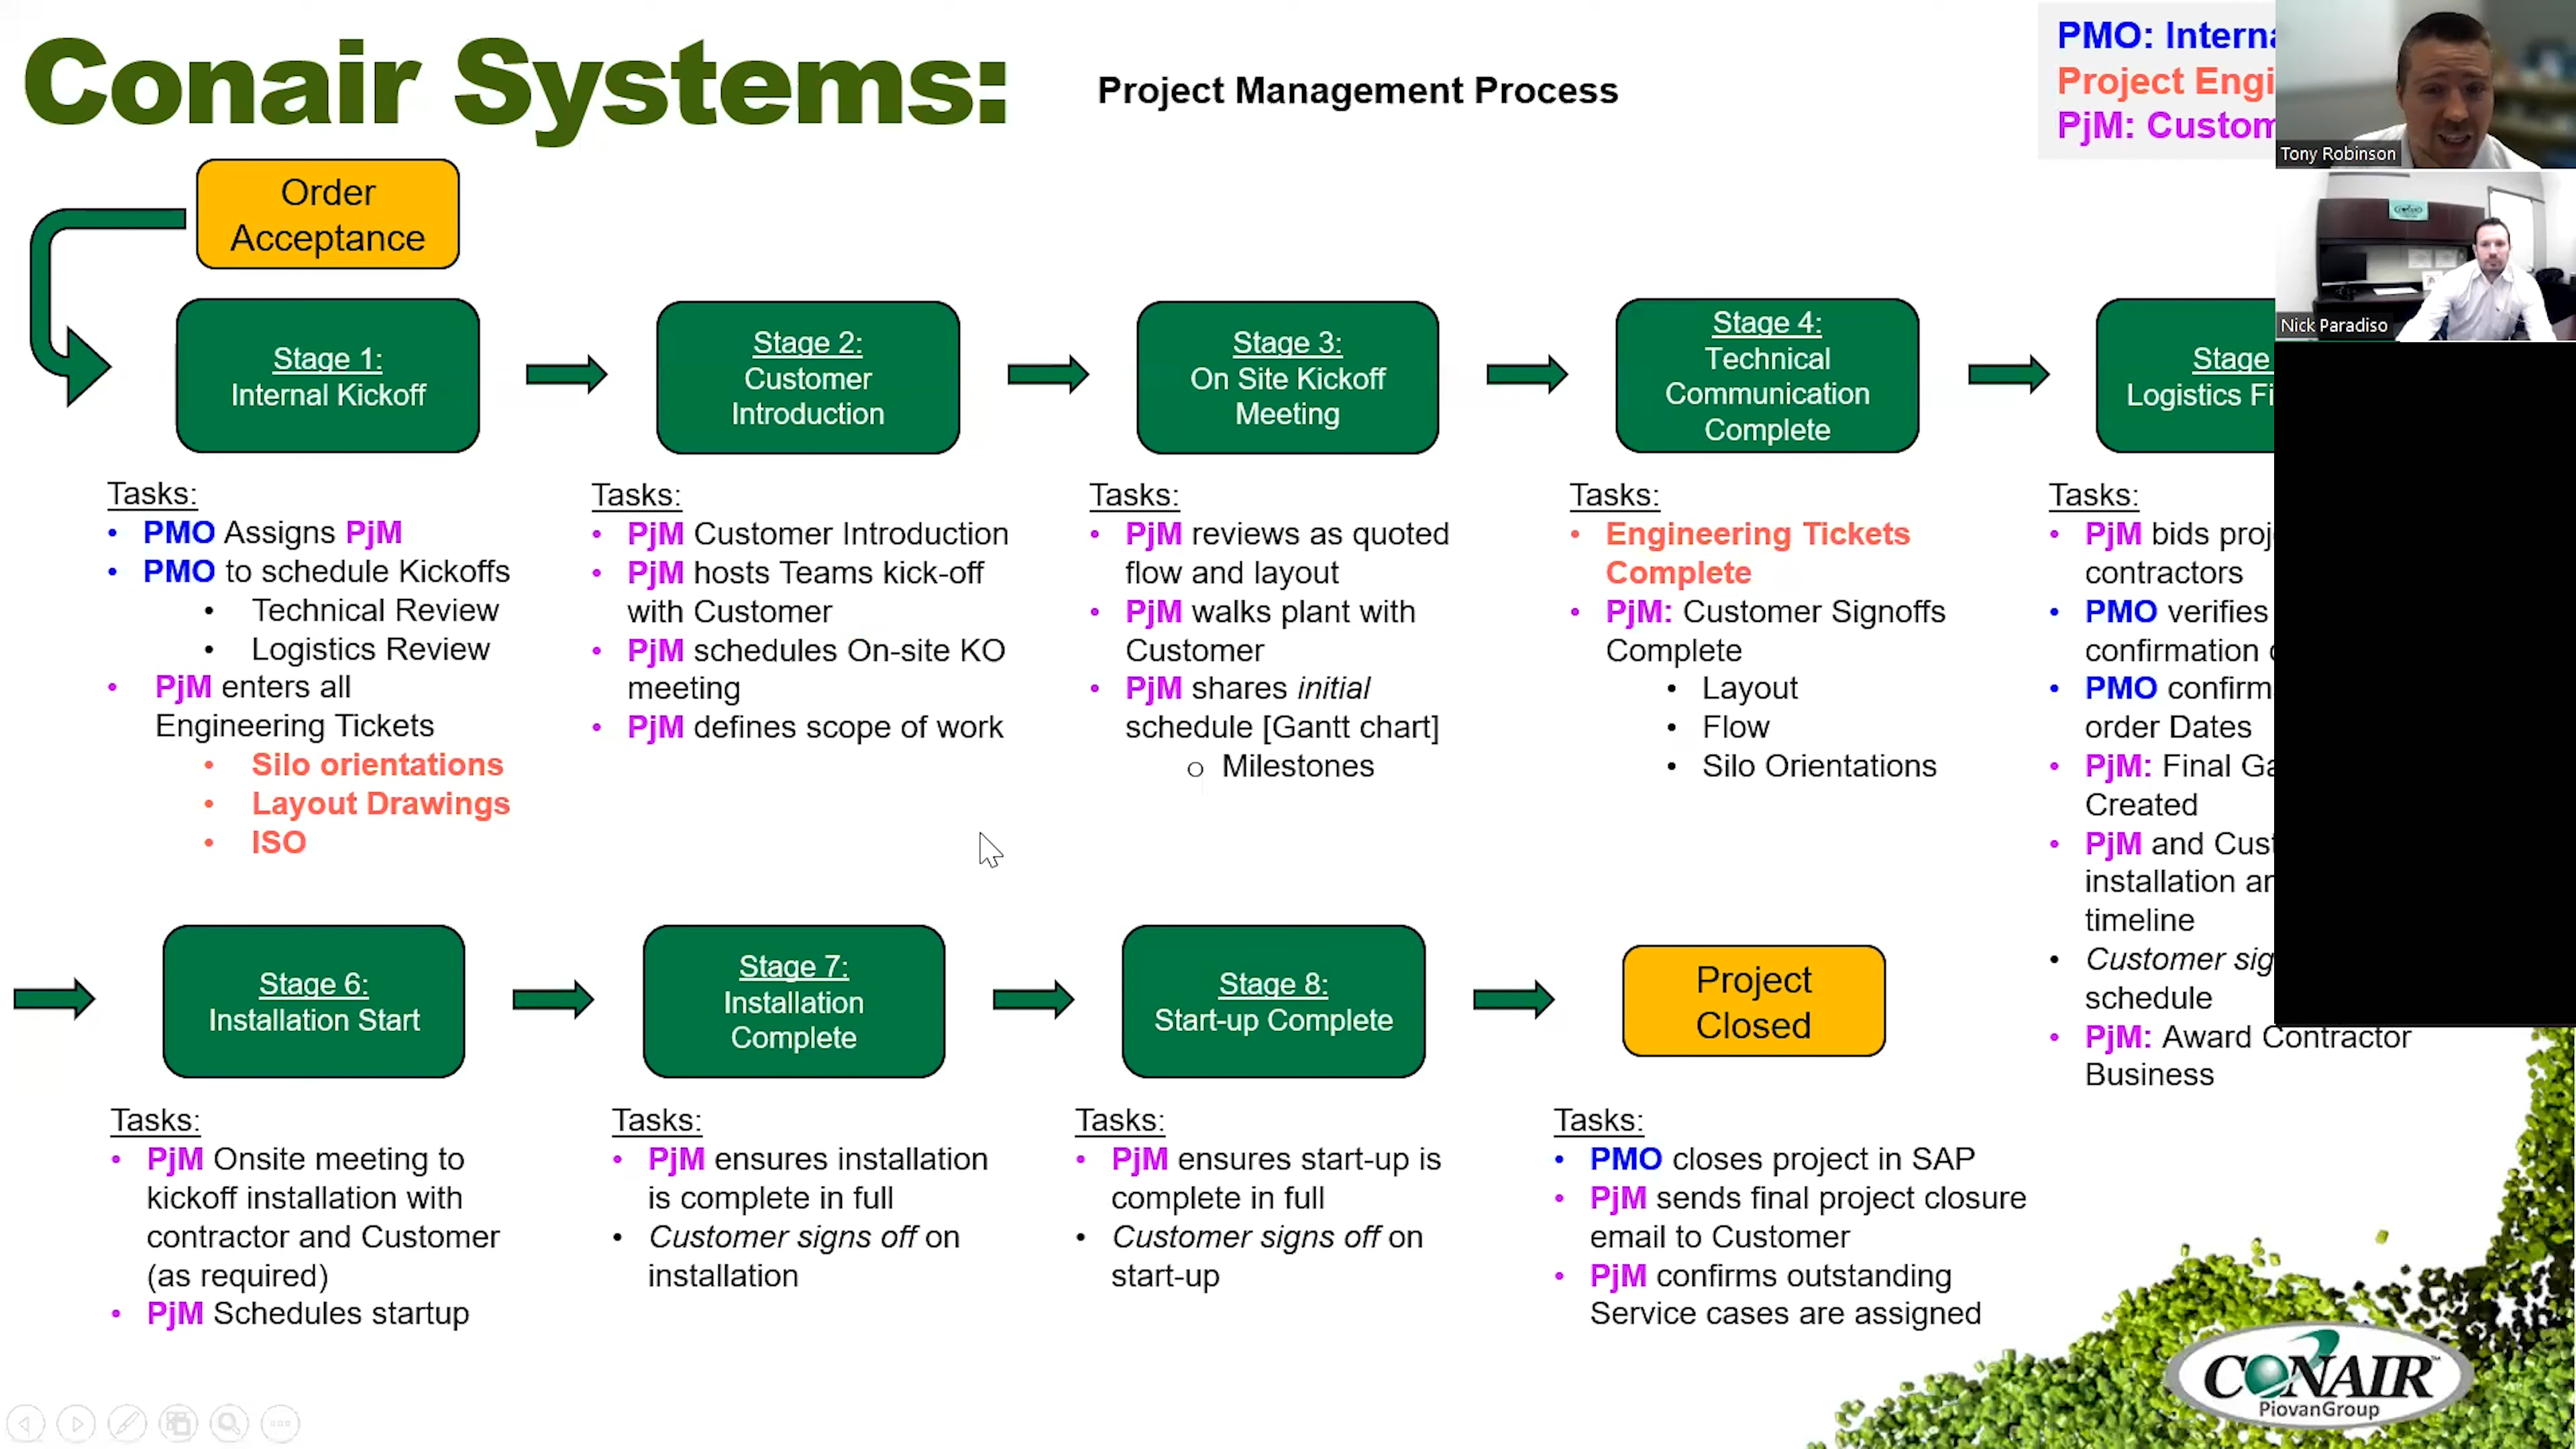 Conair Systems:
Project Management Process
PMO:
Project
PjM:
Tony Robinson
Nick Paradiso
Order
Acceptance
Stage 1:
Internal Kickoff
Stage 2:
Customer
Introduction
Stage 3:
On Site Kickoff
Meeting
Stage 4:
Technical
Communication
Complete
Stage
Logistics
Tasks:
• PMO Assigns PjM
• PMO to schedule Kickoffs
• Technical Review
• Logistics Review
• PjM enters all
Engineering Tickets
• Silo orientations
• Layout Drawings
• ISO
Tasks:
• PjM Customer Introduction
• PjM hosts Teams kick-off
with Customer
• PjM schedules On-site KO
meeting
• PjM defines scope of work
Tasks:
• PjM reviews as quoted
flow and layout
• PjM walks plant with
Customer
• PjM shares initial
schedule [Gantt chart]
o Milestones
Tasks:
• Engineering Tickets
Complete
• PjM: Customer Signoffs
Complete
• Layout
• Flow
• Silo Orientations
Tasks:
• PjM bids
contractors
• PMO verifies
confirmation
• PMO
order Dates
• PjM: Final
Created
• PjM and
installation
timeline
• Customer
schedule
• PjM: Award Contractor
Business
Stage 6:
Installation Start
Stage 7:
Installation
Complete
Stage 8:
Start-up Complete
Project
Closed
Tasks:
• PjM Onsite meeting to
kickoff installation with
contractor and Customer
(as required)
• PjM Schedules startup
Tasks:
• PjM ensures installation
is complete in full
• Customer signs off on
installation
Tasks:
• PjM ensures start-up is
complete in full
• Customer signs off on
start-up
Tasks:
• PMO closes project in SAP
• PjM sends final project closure
email to Customer
• PjM confirms outstanding
Service cases are assigned
CONAIR
PiovanGroup